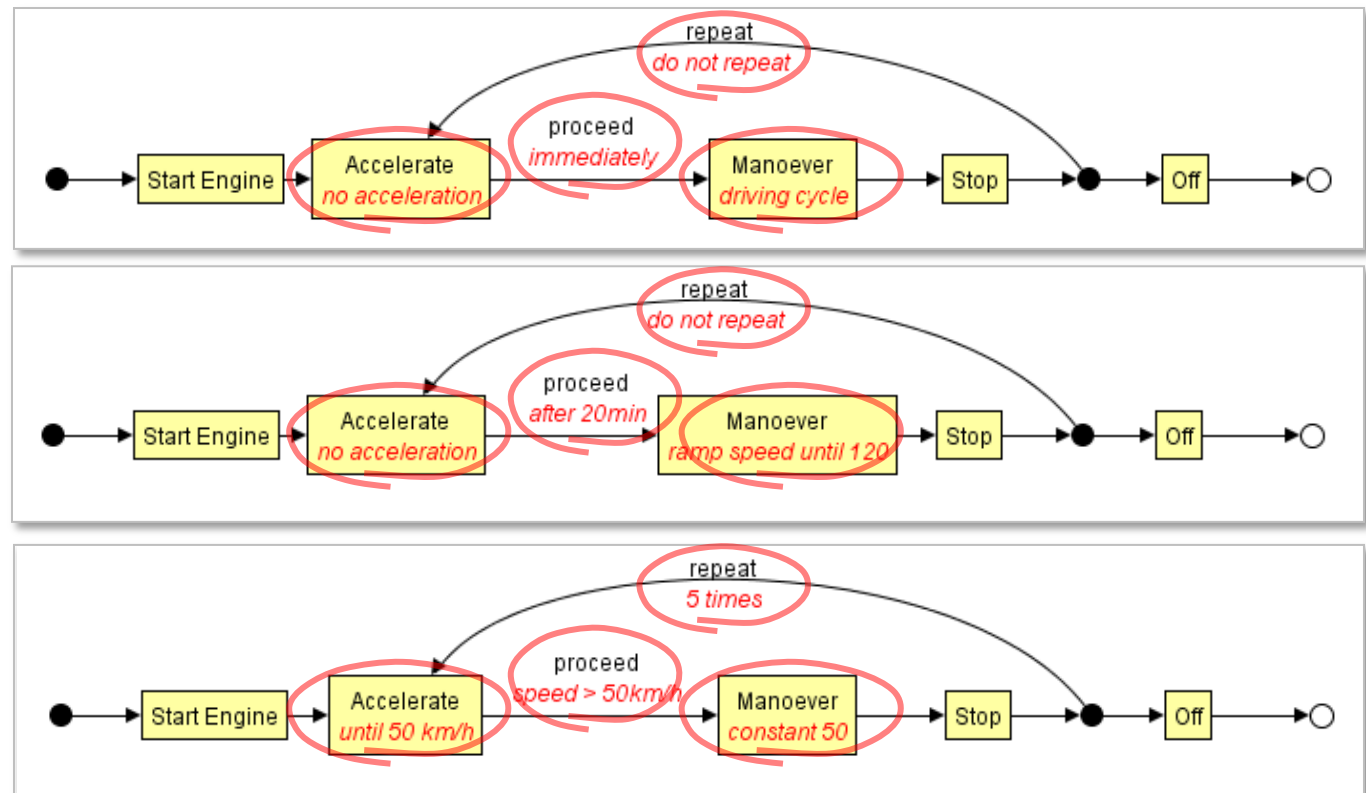 repeat
do not repeat
proceed
immediately
Start Engine
Accelerate
no acceleration
Manoever
driving cycle
Stop
Off
repeat
do not repeat
proceed
after 20min
Start Engine
Accelerate
no acceleration
Manoever
ramp speed until 120
Stop
Off
repeat
5 times
proceed
speed > 50km/h
Start Engine
Accelerate
until 50 km/h
Manoever
constant 50
Stop
Off